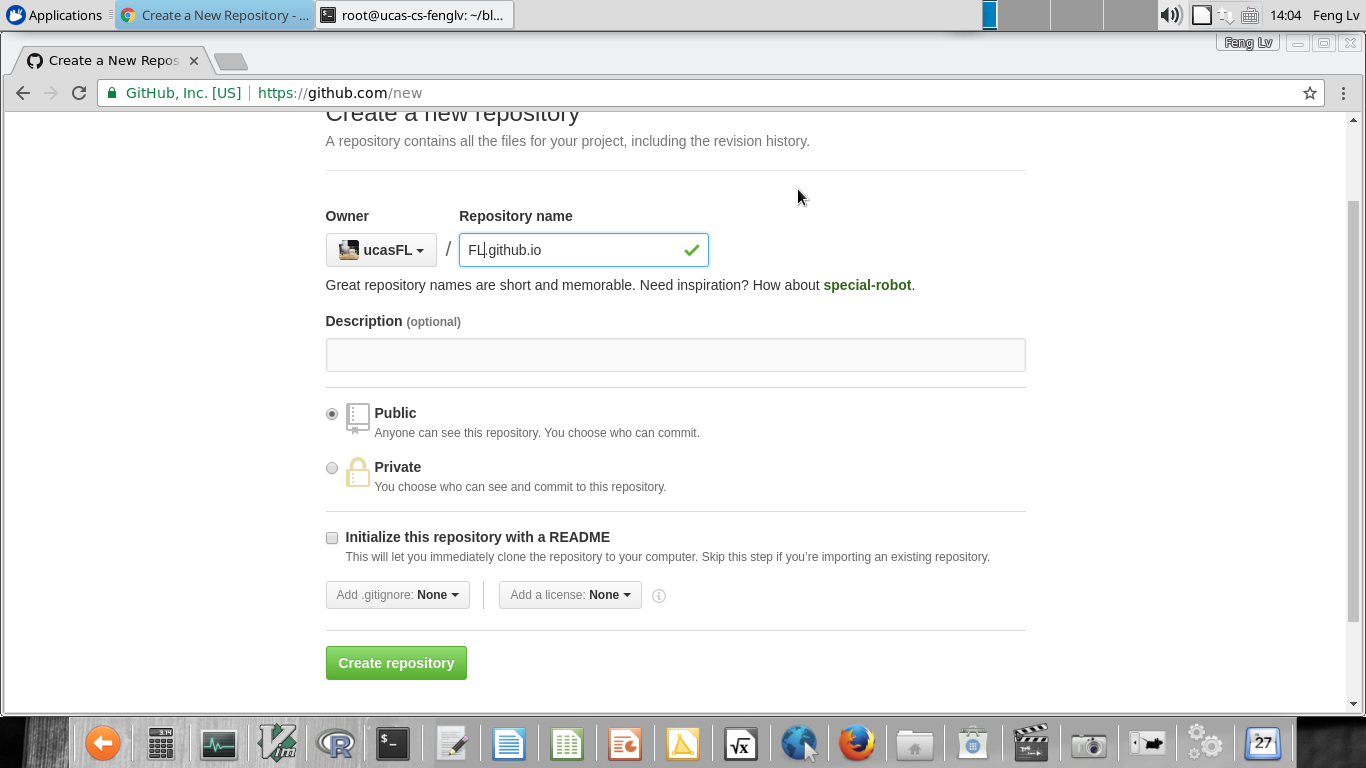 Applications
Create a New Repository - ...
root@ucas-cs-fenglv: ~/bl...
14:04
Feng Lv
Feng Lv
Create a New Repos
GitHub, Inc. [US]
https://github.com/new
Create a new repository
A repository contains all the files for your project, including the revision history.
Owner
Repository name
ucasFL
/
FL.github.io
Great repository names are short and memorable. Need inspiration? How about special-robot.
Description (optional)
Public
Anyone can see this repository. You choose who can commit.
Private
You choose who can see and commit to this repository.
Initialize this repository with a README
This will let you immediately clone the repository to your computer. Skip this step if you’re importing an existing repository.
Add .gitignore: None
Add a license: None
Create repository
3.14
Vim
R
$_
√x
27